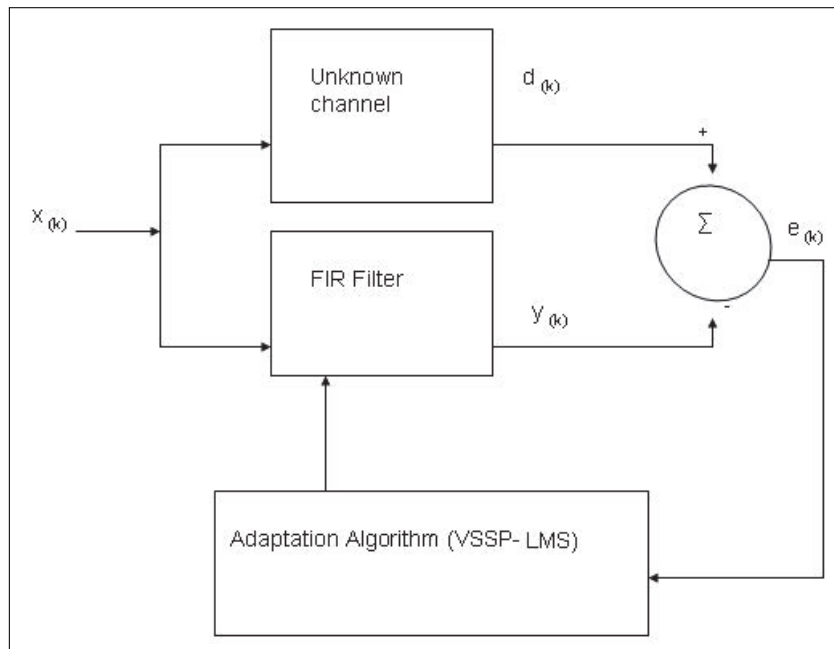 Unknown
channel
d(k)
+
x(k)
Σ
e(k)
FIR Filter
y(k)
-
Adaptation Algorithm (VSSP- LMS)